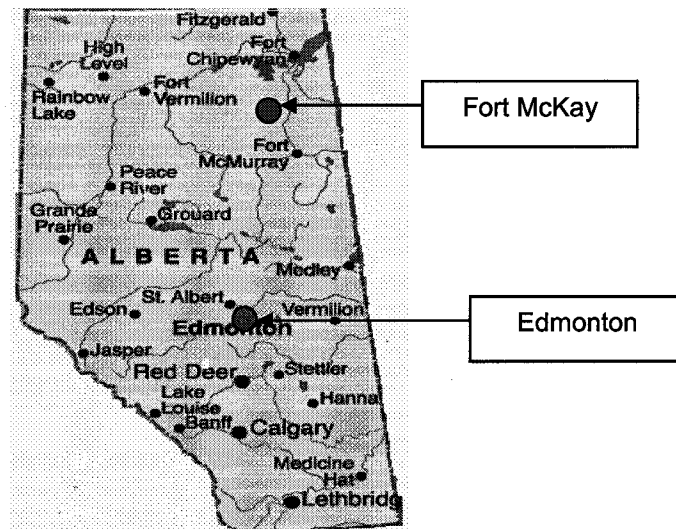 Fitzgerald
Fort
Chipewyan
High
Level
Rainbow
Lake
Fort
Vermilion
Fort McKay
Fort
McMurray
Peace
River
Grande
Prairie
Grouard
ALBERTA
Medley
St. Albert
Edson
Vermilion
Edmonton
Edmonton
Jasper
Red Deer
Stettler
Lake
Louise
Hanna
Banff
Calgary
Medicine
Hat
Lethbridg